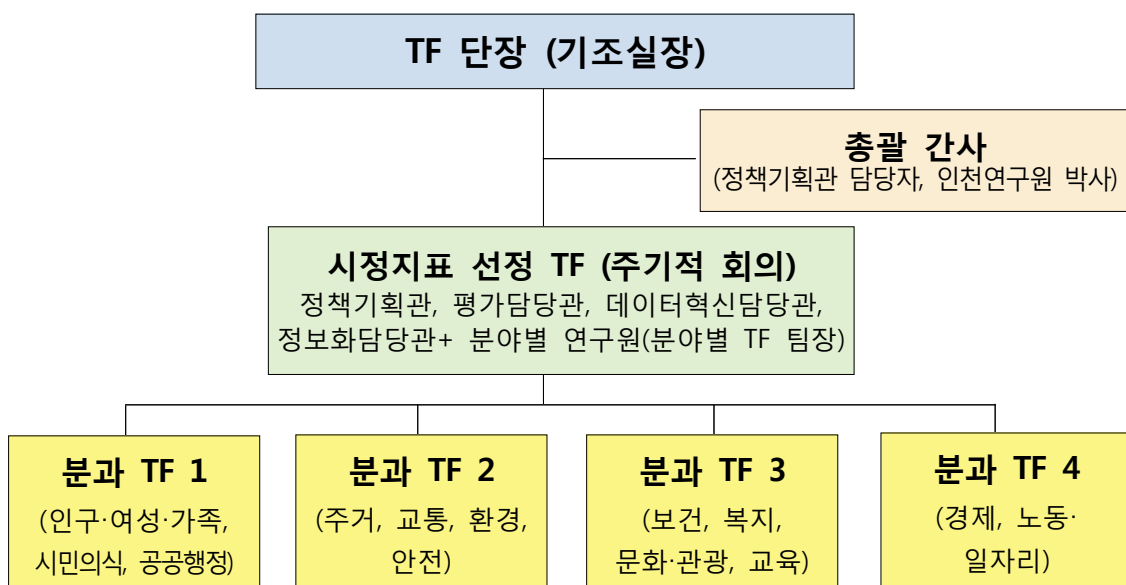 TF 단장 (기조실장)
총괄 간사
(정책기획관 담당자, 인천연구원 박사)
시정지표 선정 TF (주기적 회의)
정책기획관, 평가담당관, 데이터혁신담당관,
정보화담당관+ 분야별 연구원(분야별 TF 팀장)
분과 TF 1
(인구·여성·가족,
시민의식, 공공행정)
분과 TF 2
(주거, 교통, 환경,
안전)
분과 TF 3
(보건, 복지,
문화·관광, 교육)
분과 TF 4
(경제, 노동·
일자리)